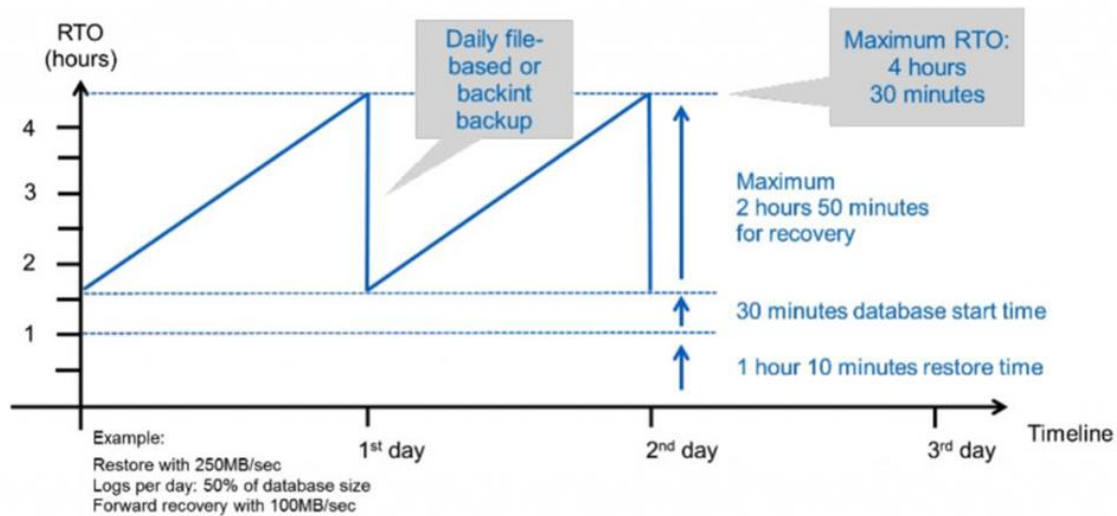 RTO
(hours)
Daily file-
based or
backint
backup
Maximum RTO:
4 hours
30 minutes
4
3
2
1
Maximum
2 hours 50 minutes
for recovery
30 minutes database start time
1 hour 10 minutes restore time
1st day
2nd day
3rd day
Timeline
Example:
Restore with 250MB/sec
Logs per day: 50% of database size
Forward recovery with 100MB/sec